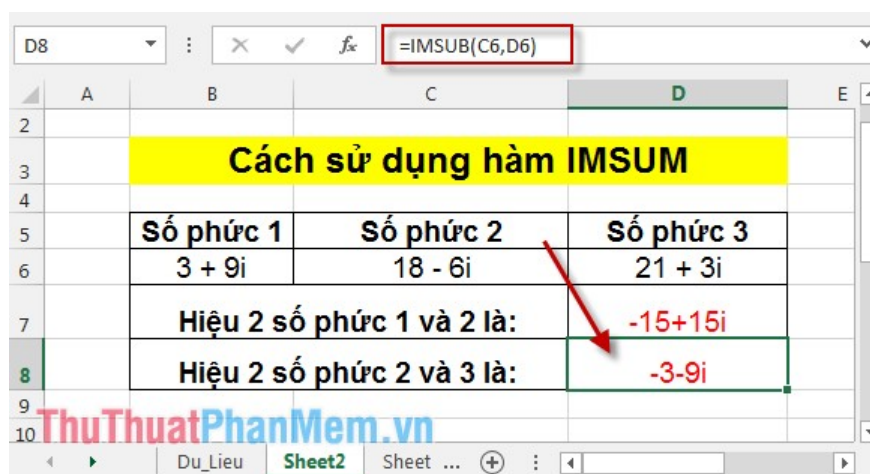 D8 fx =IMSUB(C6,D6)
A B C D E
2
3 Cách sử dụng hàm IMSUM
4
5 Số phức 1 Số phức 2 Số phức 3
6 3 + 9i 18 - 6i 21 + 3i
7 Hiệu 2 số phức 1 và 2 là: -15+15i
8 Hiệu 2 số phức 2 và 3 là: -3-9i
9
10 ThuThuatPhanMem.vn
Du_Lieu Sheet2 Sheet ...